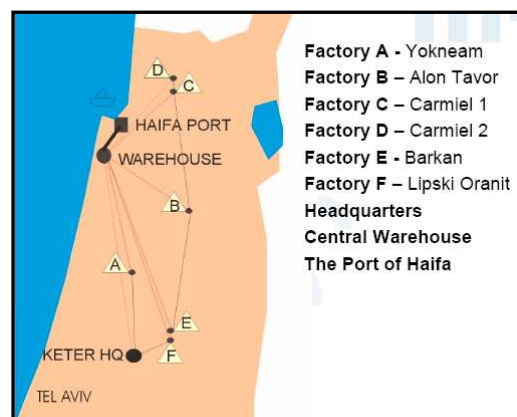 D
C
HAIFA PORT
WAREHOUSE
B
A
E
KETER HQ
F
TEL AVIV
Factory A - Yokneam
Factory B – Alon Tavor
Factory C – Carmiel 1
Factory D – Carmiel 2
Factory E - Barkan
Factory F – Lipski Oranit
Headquarters
Central Warehouse
The Port of Haifa